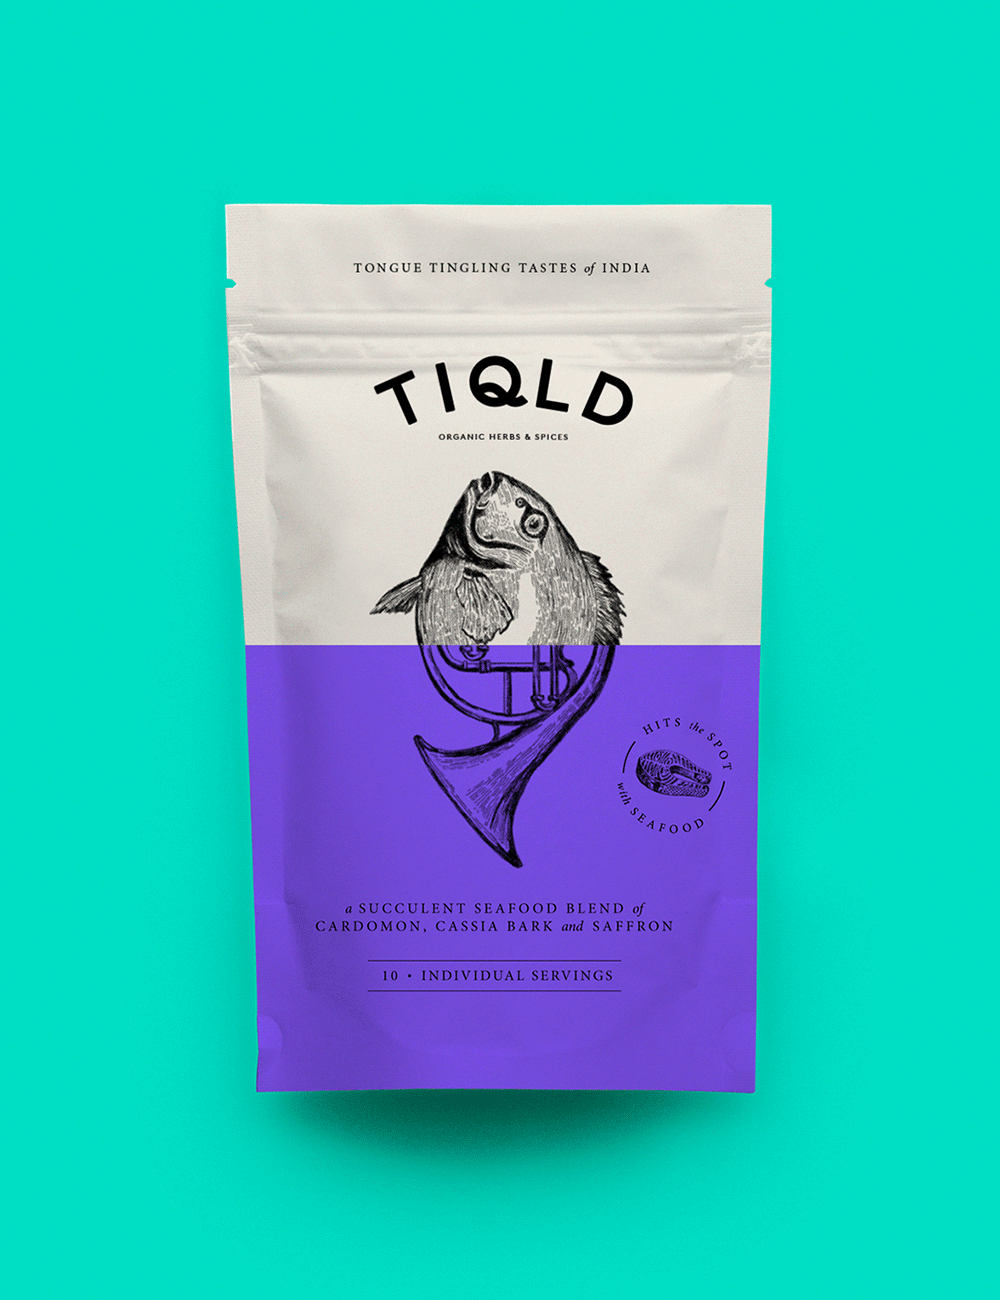 TONGUE TINGLING TASTES of INDIA
TIQLD
ORGANIC HERBS & SPICES
HITS the SPOT
with SEAFOOD
a SUCCULENT SEAFOOD BLEND of
CARDOMON, CASSIA BARK and SAFFRON
10 • INDIVIDUAL SERVINGS